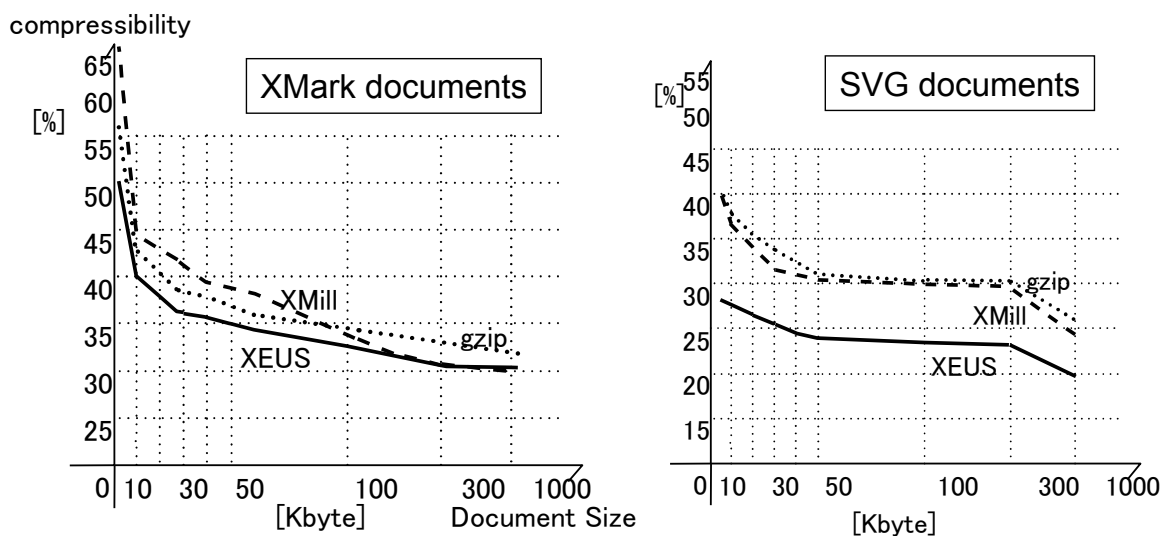 compressibility
XMark documents
[%]
65
60
55
50
45
40
35
30
25
XMill
gzip
XEUS
0 10 30 50 100 300 1000
[Kbyte] Document Size
SVG documents
[%]
55
50
45
40
35
30
25
20
15
gzip
XMill
XEUS
0 10 30 50 100 300 1000
[Kbyte]